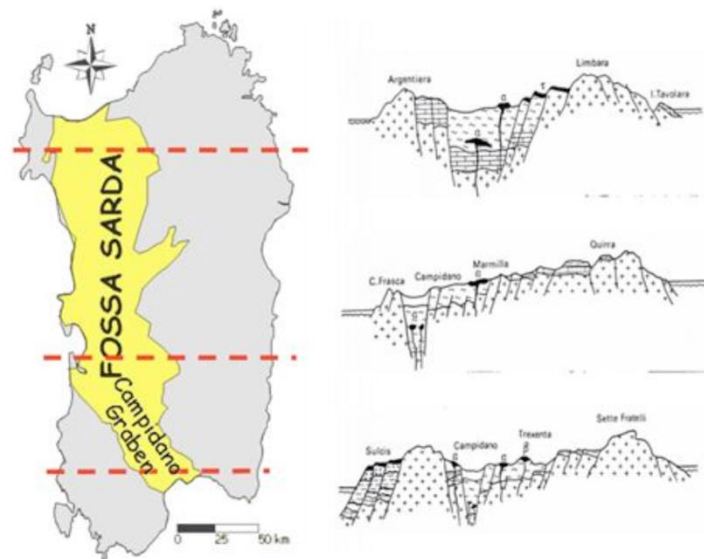 FOSSA SARDA
Campidano
Graben
0 25 50 km
Argentiera
Limbara
I.Tavolara
C.Frasca
Campidano
Marmilla
Quirra
Sulcis
Campidano
Trexenta
Sette Fratelli